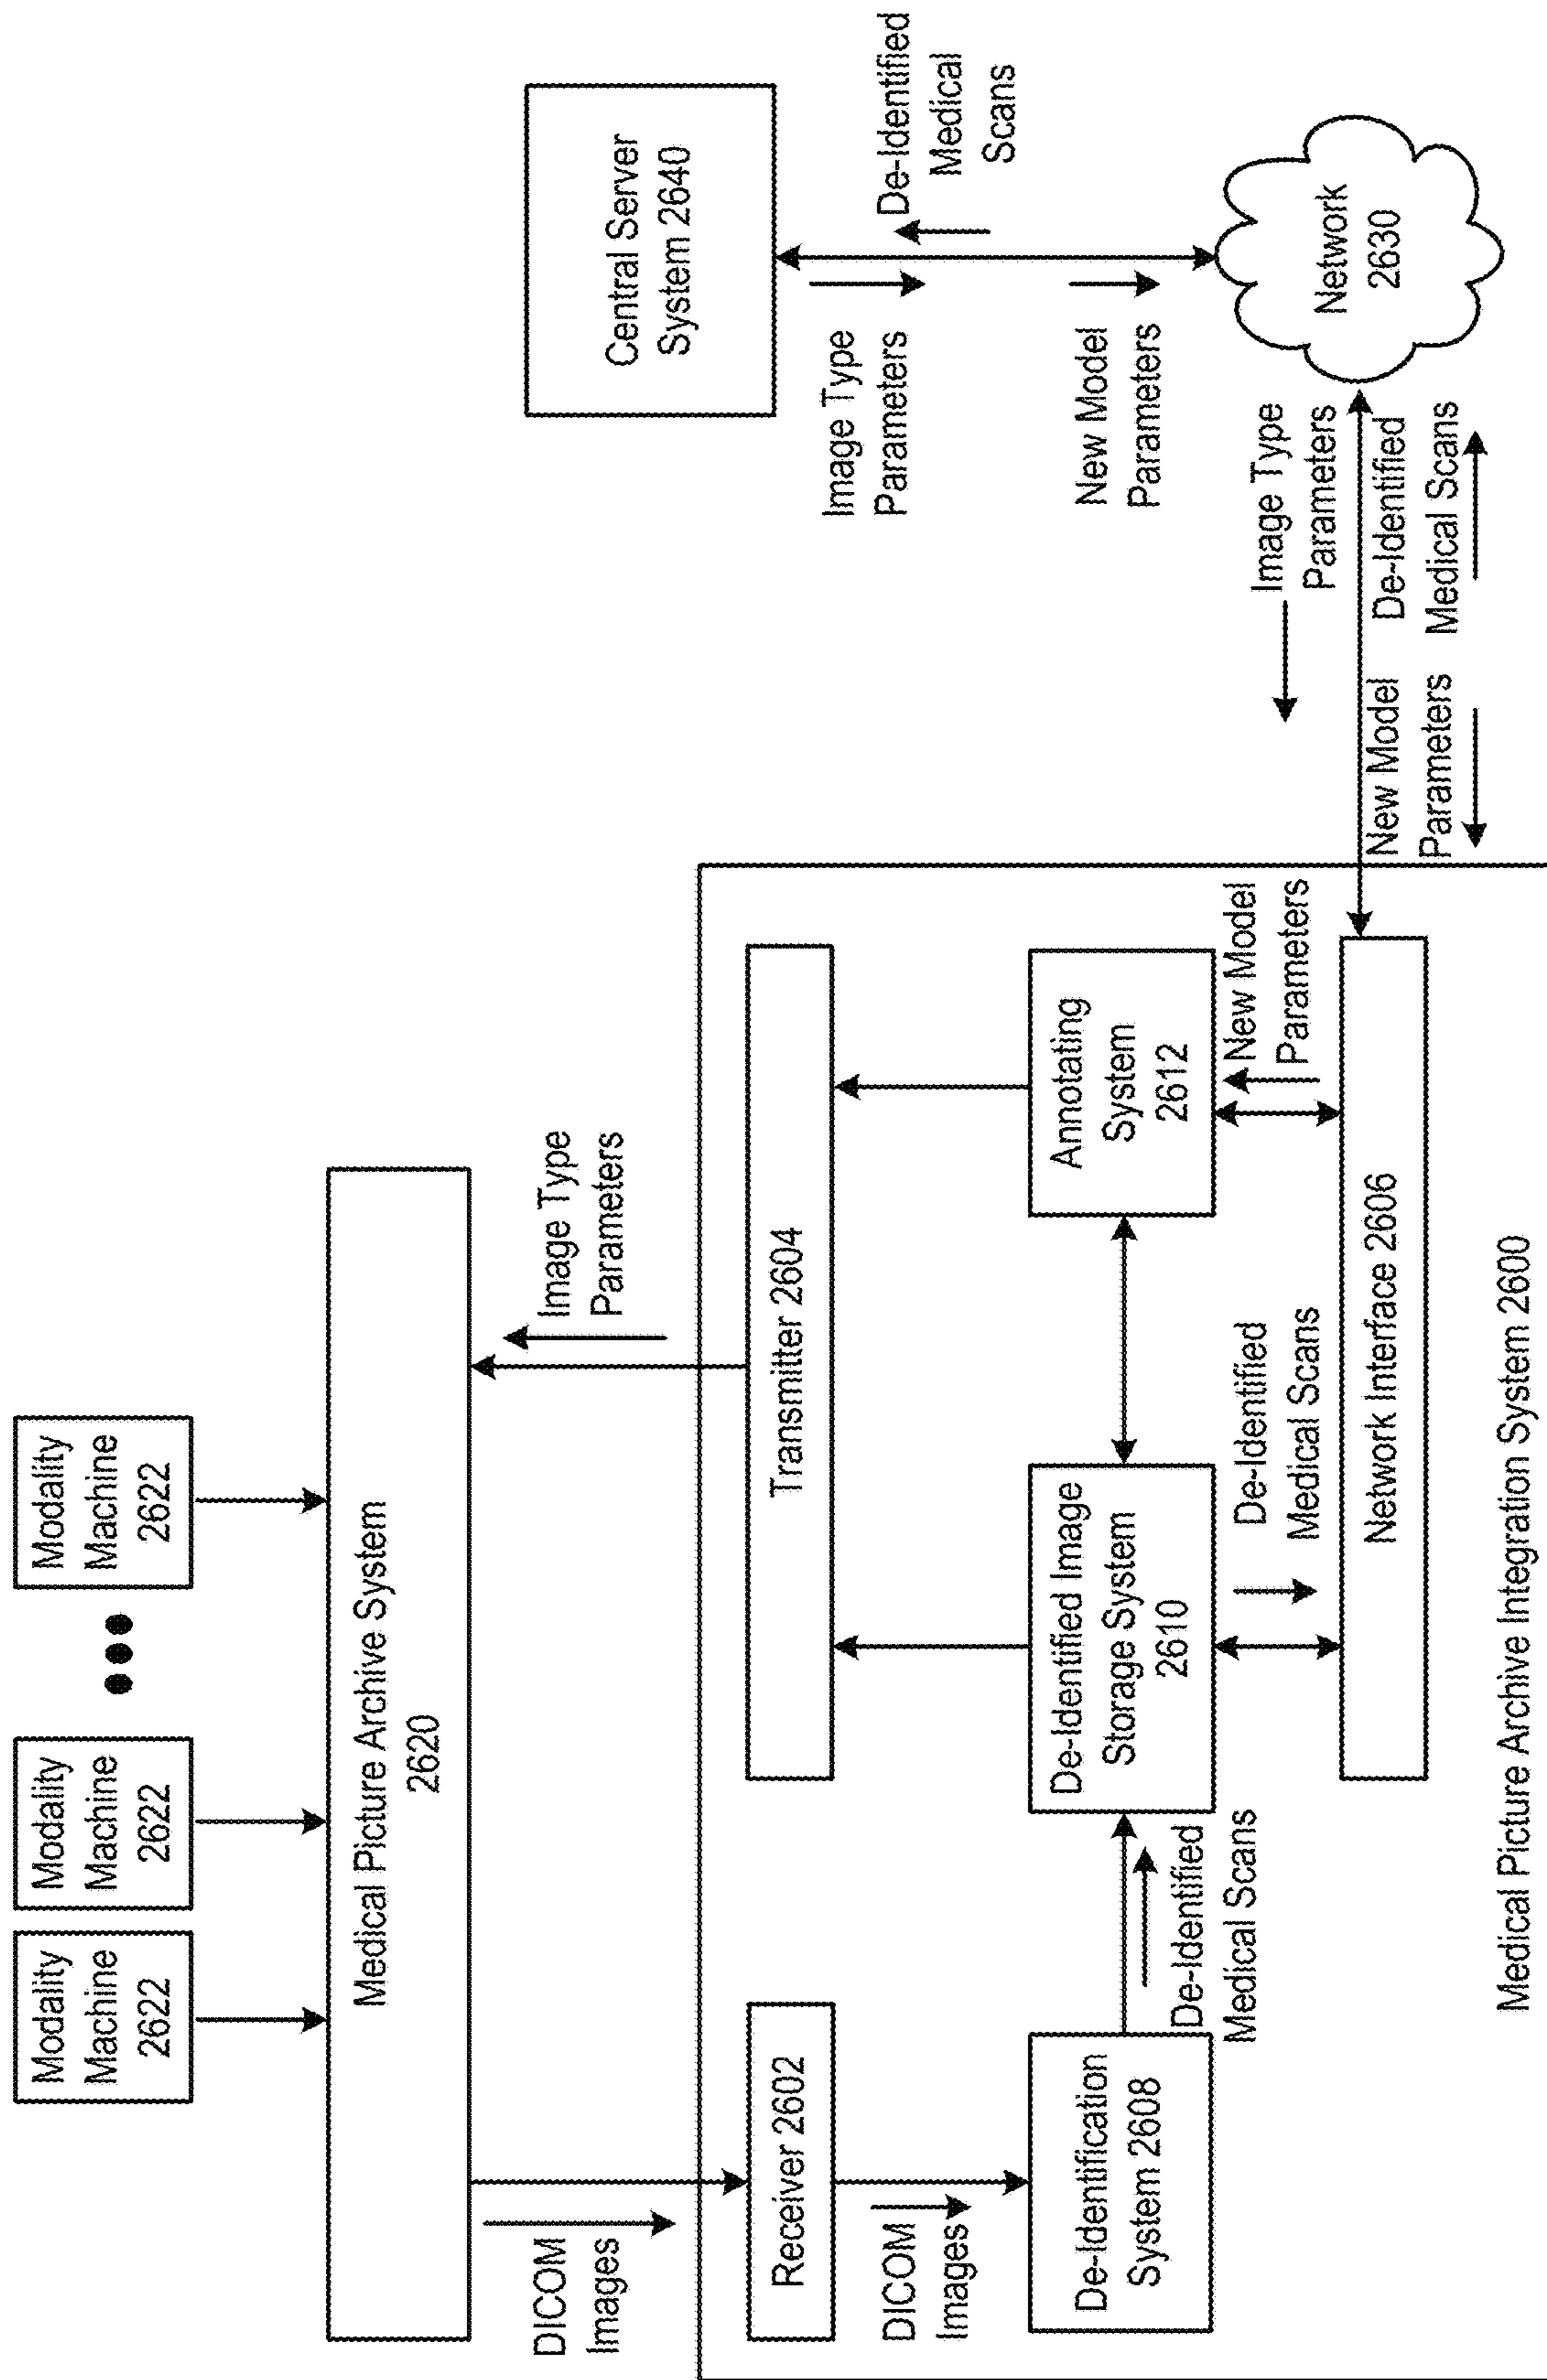 Modality
Machine
2622
Modality
Machine
2622
Modality
Machine
2622
Medical Picture Archive System
2620
DICOM
Images
Image Type
Parameters
Receiver 2602
Transmitter 2604
DICOM
Images
De-Identification
System 2608
De-Identified
Medical Scans
De-Identified Image
Storage System
2610
Annotating
System
2612
De-Identified
Medical Scans
New Model
Parameters
Network Interface 2606
Medical Picture Archive Integration System 2600
Central Server
System 2640
Image Type
Parameters
De-Identified
Medical
Scans
New Model
Parameters
Network
2630
Image Type
Parameters
New Model
Parameters
De-Identified
Medical Scans